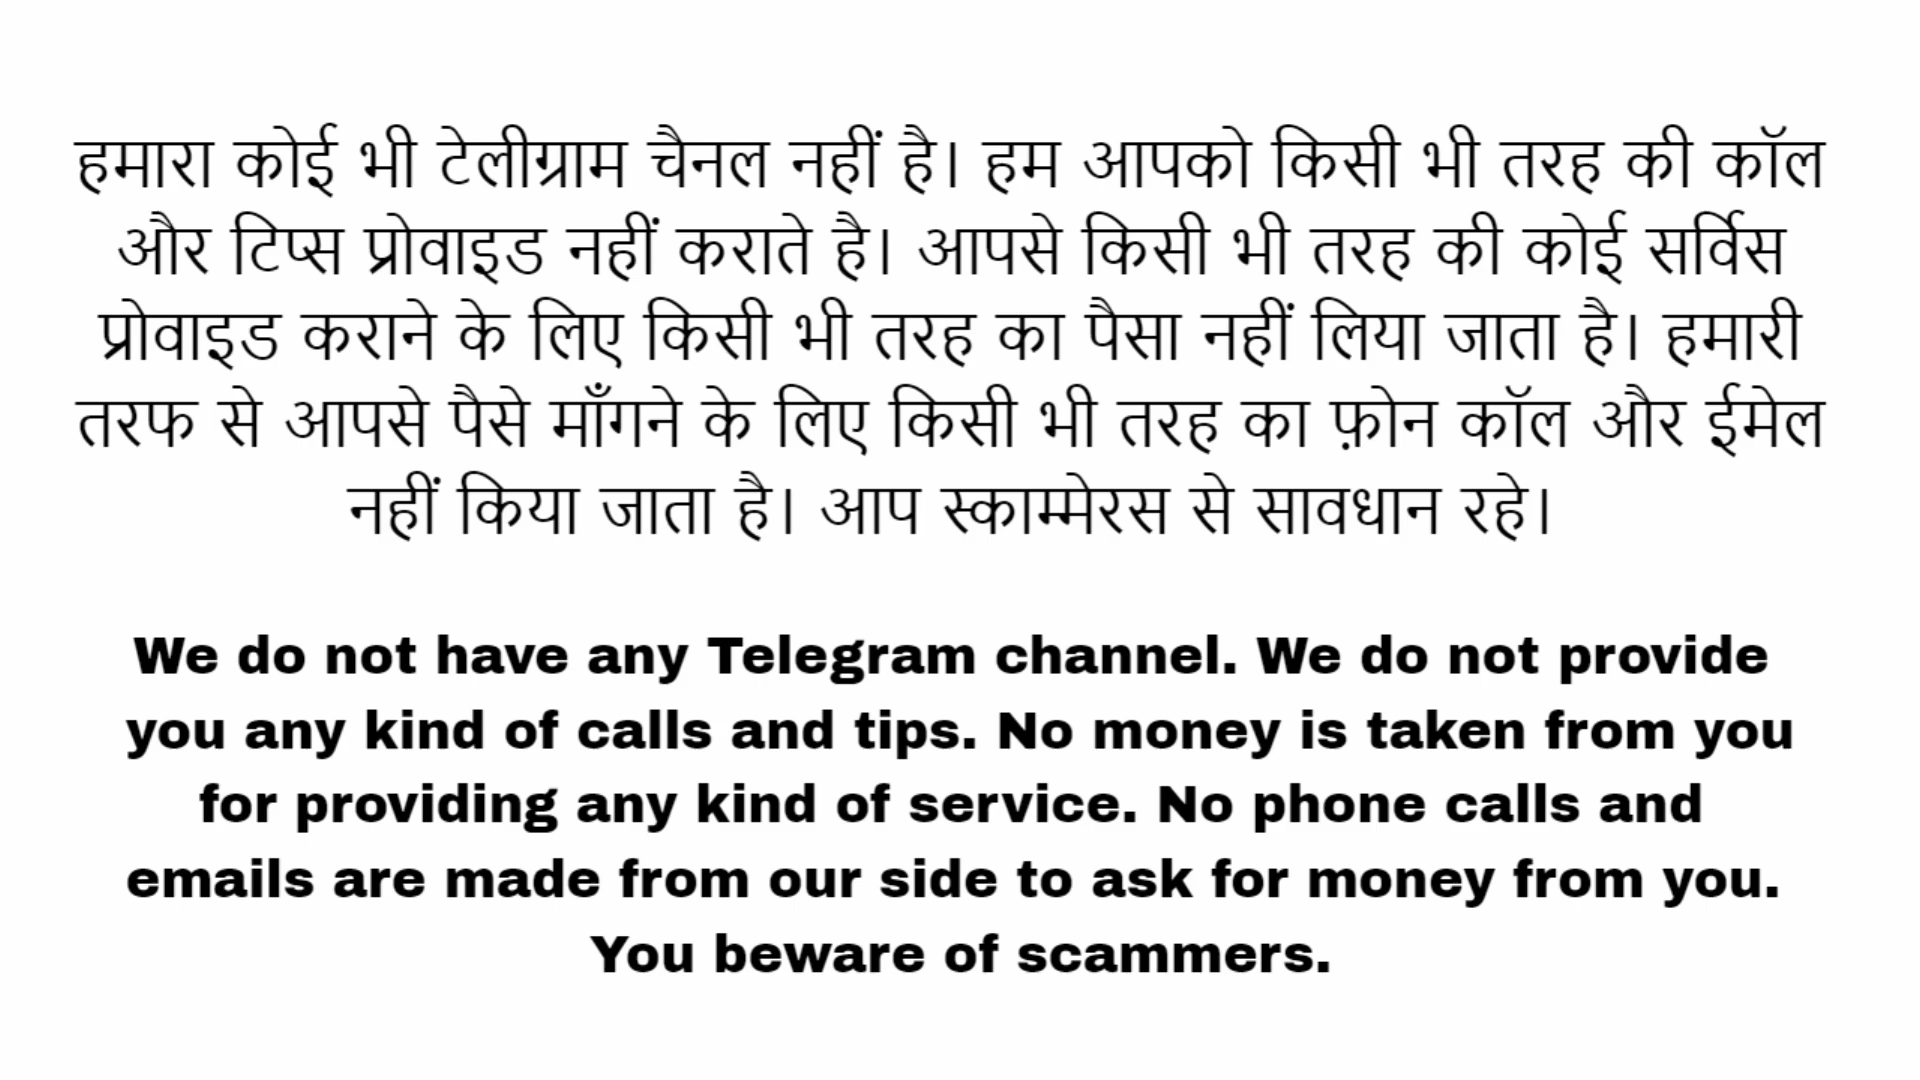 हमारा कोई भी टेलीग्राम चैनल नहीं है। हम आपको किसी भी तरह की कॉल
और टिप्स प्रोवाइड नहीं कराते है। आपसे किसी भी तरह की कोई सर्विस
प्रोवाइड कराने के लिए किसी भी तरह का पैसा नहीं लिया जाता है। हमारी
तरफ से आपसे पैसे माँगने के लिए किसी भी तरह का फ़ोन कॉल और ईमेल
नहीं किया जाता है। आप स्काम्मेरस से सावधान रहे।
We do not have any Telegram channel. We do not provide
you any kind of calls and tips. No money is taken from you
for providing any kind of service. No phone calls and
emails are made from our side to ask for money from you.
You beware of scammers.